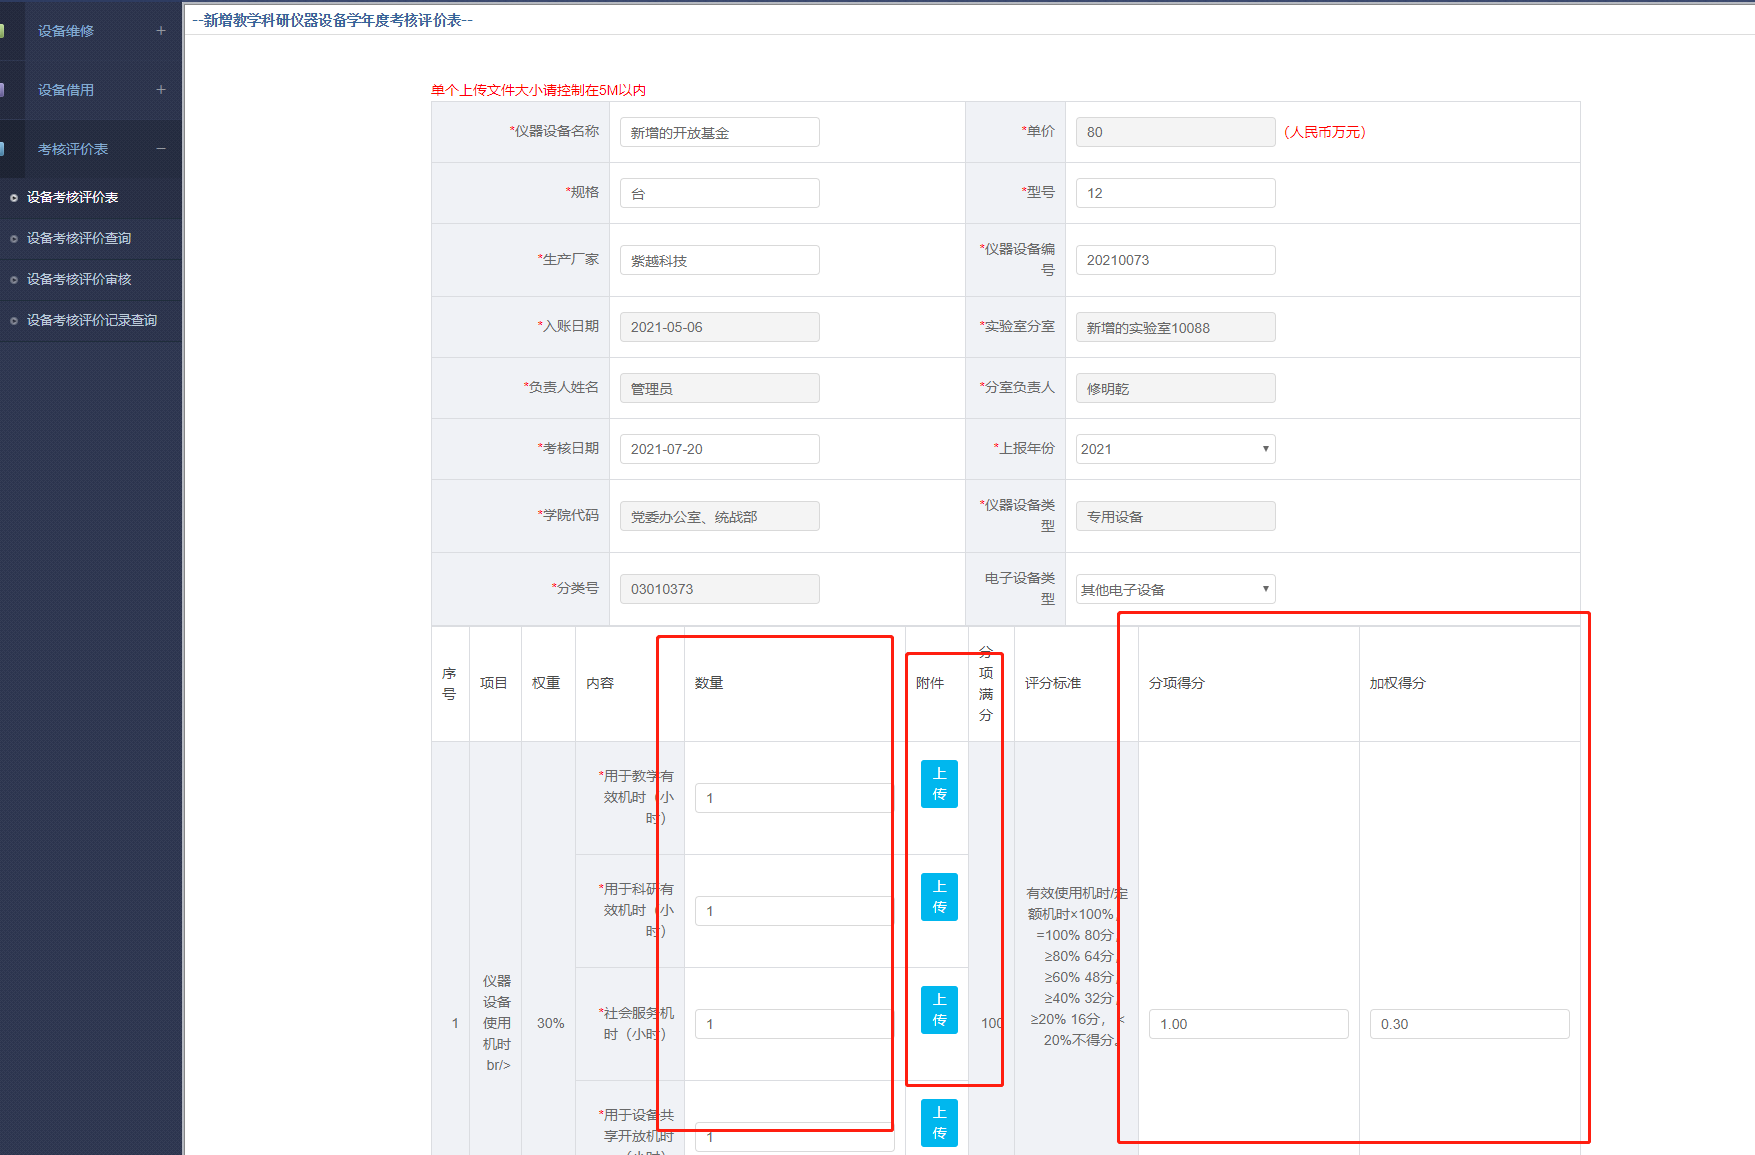 --新增教学科研仪器设备学年度考核评价表--
设备维修
设备借用
考核评价表
设备考核评价表
设备考核评价查询
设备考核评价审核
设备考核评价记录查询
单个上传文件大小请控制在5M以内
*仪器设备名称 新增的开放基金 *单价 80 （人民币万元）
*规格 台 *型号 12
*生产厂家 紫越科技 *仪器设备编
号 20210073
*入账日期 2021-05-06 *实验室分室 新增的实验室10088
*负责人姓名 管理员 *分室负责人 修明乾
*考核日期 2021-07-20 *上报年份 2021
*学院代码 党委办公室、统战部 *仪器设备类
型 专用设备
*分类号 03010373 电子设备类
型 其他电子设备
序
号
项目
权重
内容
数量
附件
分
项
满
分
评分标准
分项得分
加权得分
1
仪器
设备
使用
机时
br/>
30%
*用于教学有
效机时（小
时）
1
上
传
*用于科研有
效机时（小
时）
1
上
传
*社会服务机
时（小时）
1
上
传
*用于设备共
享开放机时
（小时）
1
上
传
100
有效使用机时/定
额机时×100%，
=100% 80分，
≥80% 64分，
≥60% 48分，
≥40% 32分，
≥20% 16分， <
20%不得分。
1.00
0.30